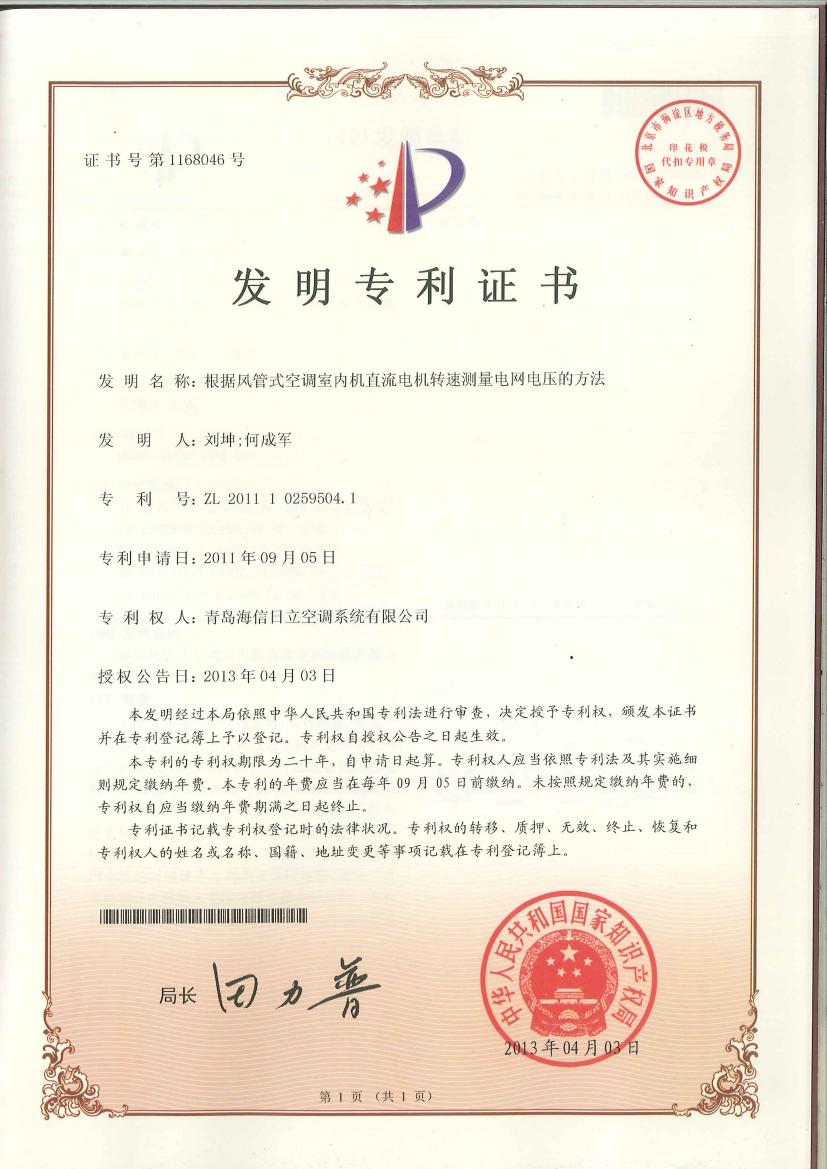 证书号第1168046号
北京市海淀区地方税务局
印花税
代扣专用章
国家知识产权局
发明专利证书
发明名称：根据风管式空调室内机直流电机转速测量电网电压的方法
发明人：刘坤;何成军
专利号：ZL 2011 1 0259504.1
专利申请日：2011年09月05日
专利权人：青岛海信日立空调系统有限公司
授权公告日：2013年04月03日
本发明经过本局依照中华人民共和国专利法进行审查，决定授予专利权，颁发本证书
并在专利登记簿上予以登记。专利权自授权公告之日起生效。
本专利的专利权期限为二十年，自申请日起算。专利权人应当依照专利法及其实施细
则规定缴纳年费。本专利的年费应当在每年09月05日前缴纳。未按照规定缴纳年费的，
专利权自应当缴纳年费期满之日起终止。
专利证书记载专利权登记时的法律状况。专利权的转移、质押、无效、终止、恢复和
专利权人的姓名或名称、国籍、地址变更等事项记载在专利登记簿上。
局长 田力普
中华人民共和国国家知识产权局
2013年04月03日
第1页（共1页）